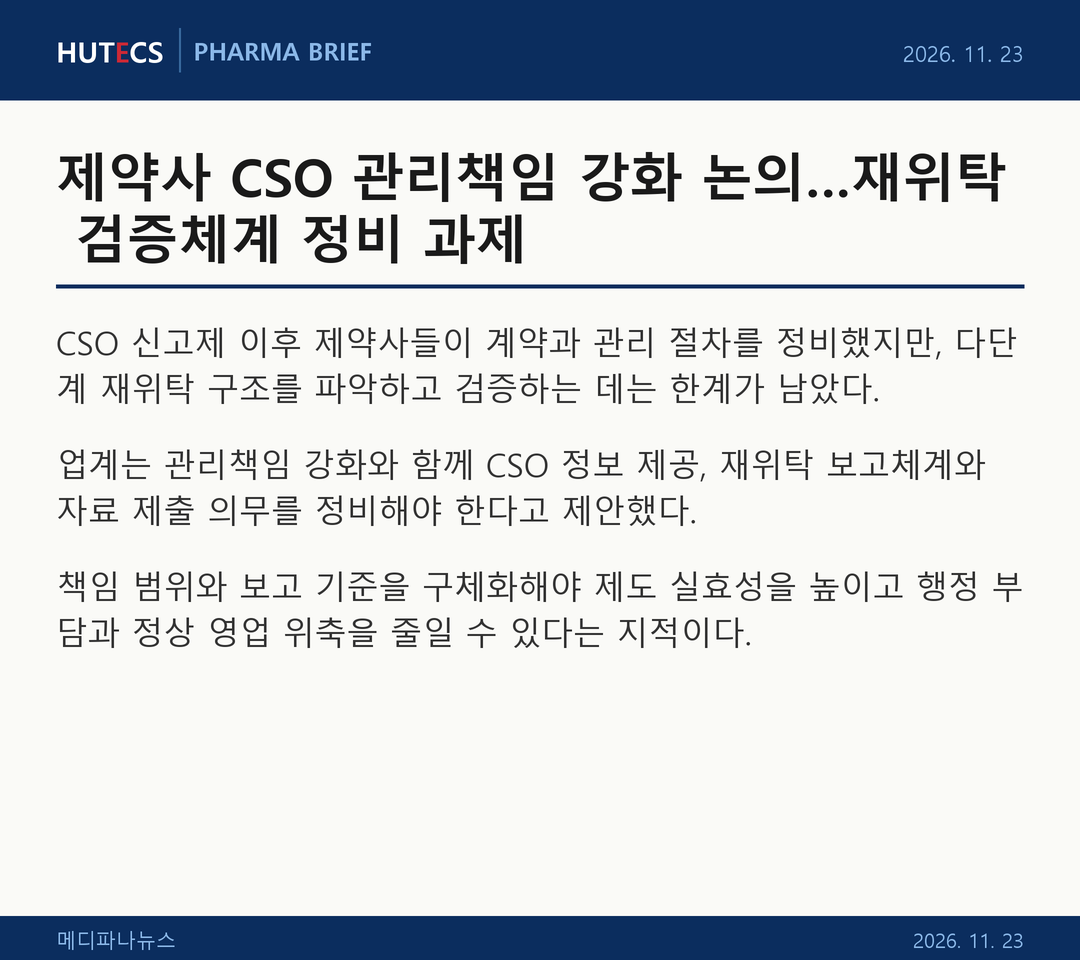 HUTECS | PHARMA BRIEF
2026. 11. 23
제약사 CSO 관리책임 강화 논의...재위탁
검증체계 정비 과제
CSO 신고제 이후 제약사들이 계약과 관리 절차를 정비했지만, 다단
계 재위탁 구조를 파악하고 검증하는 데는 한계가 남았다.
업계는 관리책임 강화와 함께 CSO 정보 제공, 재위탁 보고체계와
자료 제출 의무를 정비해야 한다고 제안했다.
책임 범위와 보고 기준을 구체화해야 제도 실효성을 높이고 행정 부
담과 정상 영업 위축을 줄일 수 있다는 지적이다.
메디파나뉴스
2026. 11. 23